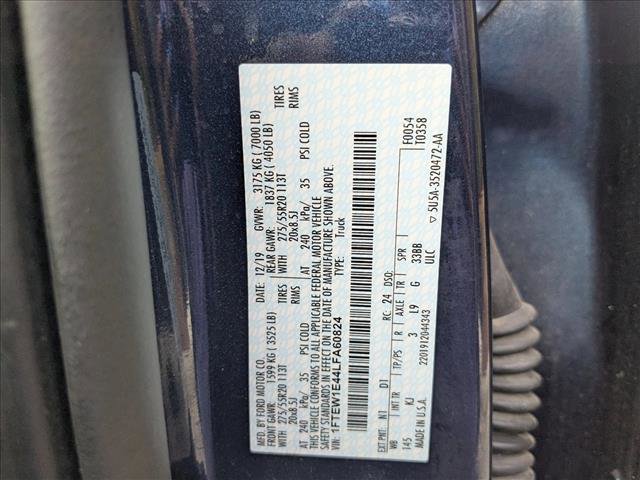 MFD. BY FORD MOTOR CO. DATE: 12/19 GVWR: 3175 KG ( 7000 LB)
FRONT GAWR: 1599 KG ( 3525 LB) REAR GAWR: 1837 KG ( 4050 LB)
275/55R20 113T TIRES WITH 275/55R20 113T TIRES
20x8.5J RIMS 20x8.5J RIMS
AT 240 kPa/ 35 PSI COLD AT 240 kPa/ 35 PSI COLD
THIS VEHICLE CONFORMS TO ALL APPLICABLE FEDERAL MOTOR VEHICLE
SAFETY STANDARDS IN EFFECT ON THE DATE OF MANUFACTURE SHOWN ABOVE.
VIN: 1FTEW1E44LFA60824 TYPE: Truck
F0054
EXT PNT: N1 D1 RC: 24 DSO: T0358
WB INT TR TP/PS R AXLE TR SPR
145 KJ 3 L9 G 33BB
MADE IN U.S.A. 2201912044343 ULC ▽ 5U5A-3520472-AA